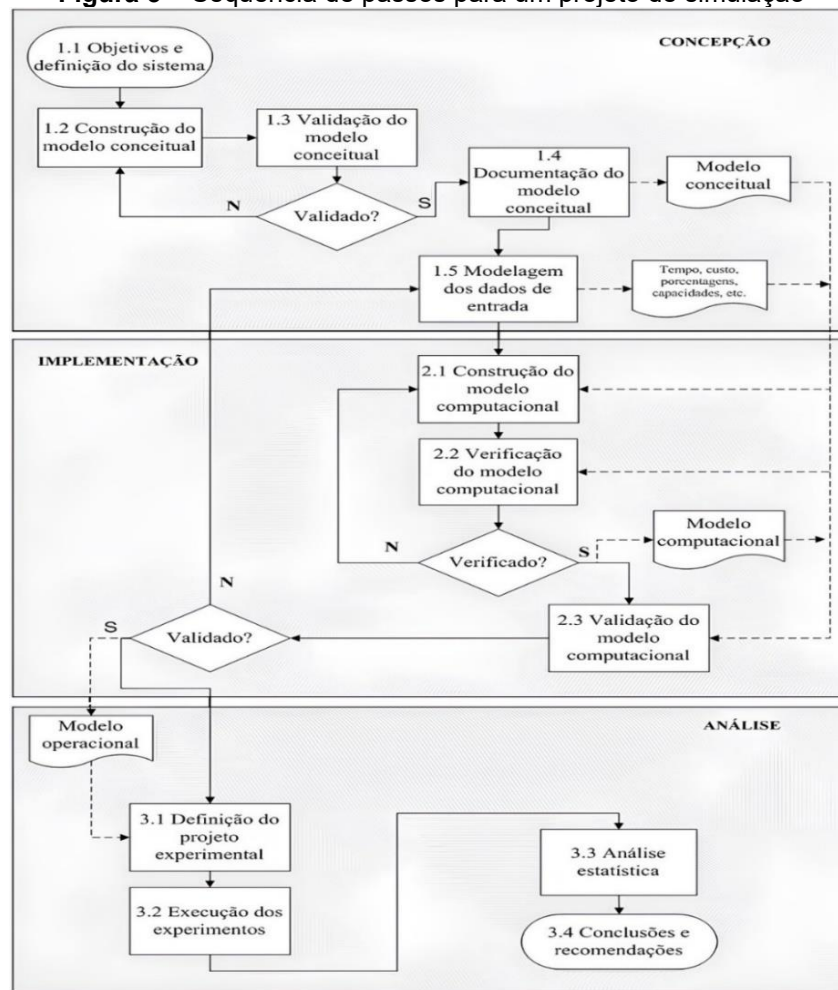 Sequência de passos para um projeto de simulação
1.1 Objetivos e
definição do sistema
CONCEPÇÃO
1.2 Construção do
modelo conceitual
1.3 Validação do
modelo
conceitual
1.4
Documentação do
modelo
conceitual
Modelo
conceitual
N
Validado?
S
1.5 Modelagem
dos dados de
entrada
Tempo, custo,
porcentagens,
capacidades, etc.
IMPLEMENTAÇÃO
2.1 Construção do
modelo
computacional
2.2 Verificação
do modelo
computacional
N
Verificado?
S
Modelo
computacional
N
S
Validado?
2.3 Validação do
modelo
computacional
ANÁLISE
Modelo
operacional
3.1 Definição do
projeto
experimental
3.2 Execução dos
experimentos
3.3 Análise
estatística
3.4 Conclusões e
recomendações